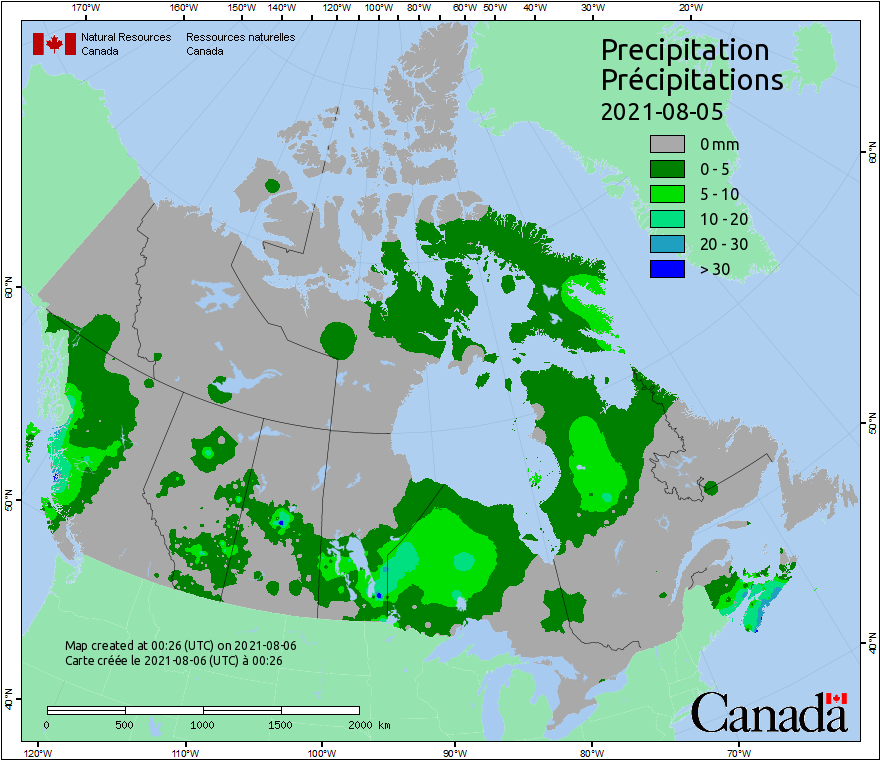 170°W 160°W 150°W 140°W 130°W 120°W 110°W 100°W 90°W 80°W 60°W 50°W 40°W 30°W 20°W
Natural Resources Ressources naturelles
Canada Canada
Precipitation
Précipitations
2021-08-05
0 mm
0 - 5
5 - 10
10 - 20
20 - 30
> 30
60°N
50°N
40°N
60°N
50°N
40°N
Map created at 00:26 (UTC) on 2021-08-06
Carte créée le 2021-08-06 (UTC) à 00:26
0 500 1000 1500 2000 km
Canada
120°W 110°W 100°W 90°W 80°W 70°W